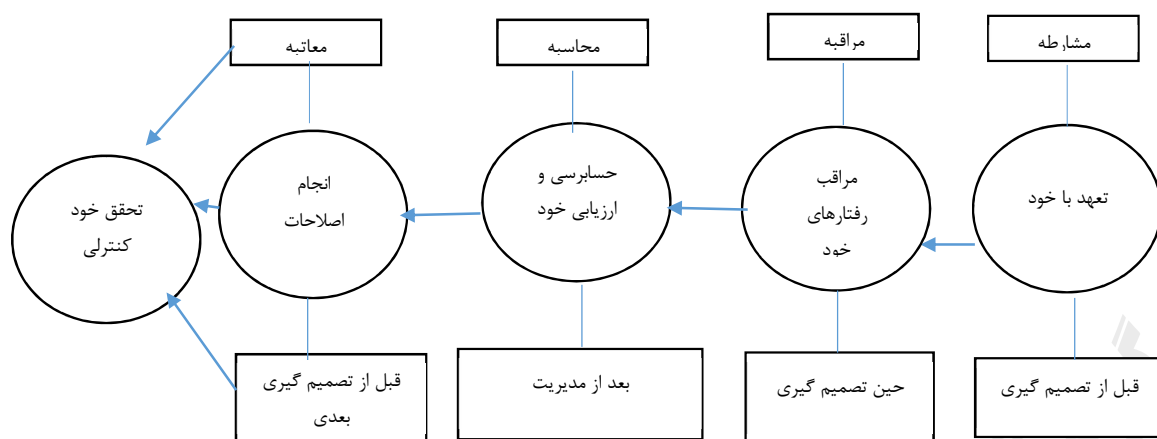 مشارطه
مراقبه
محاسبه
معاتبه
تعهد با خود
مراقب
رفتارهای
خود
حسابرسی و
ارزیابی خود
انجام
اصلاحات
تحقق خود
کنترلی
قبل از تصمیم گیری
حین تصمیم گیری
بعد از مدیریت
قبل از تصمیم گیری
بعدی